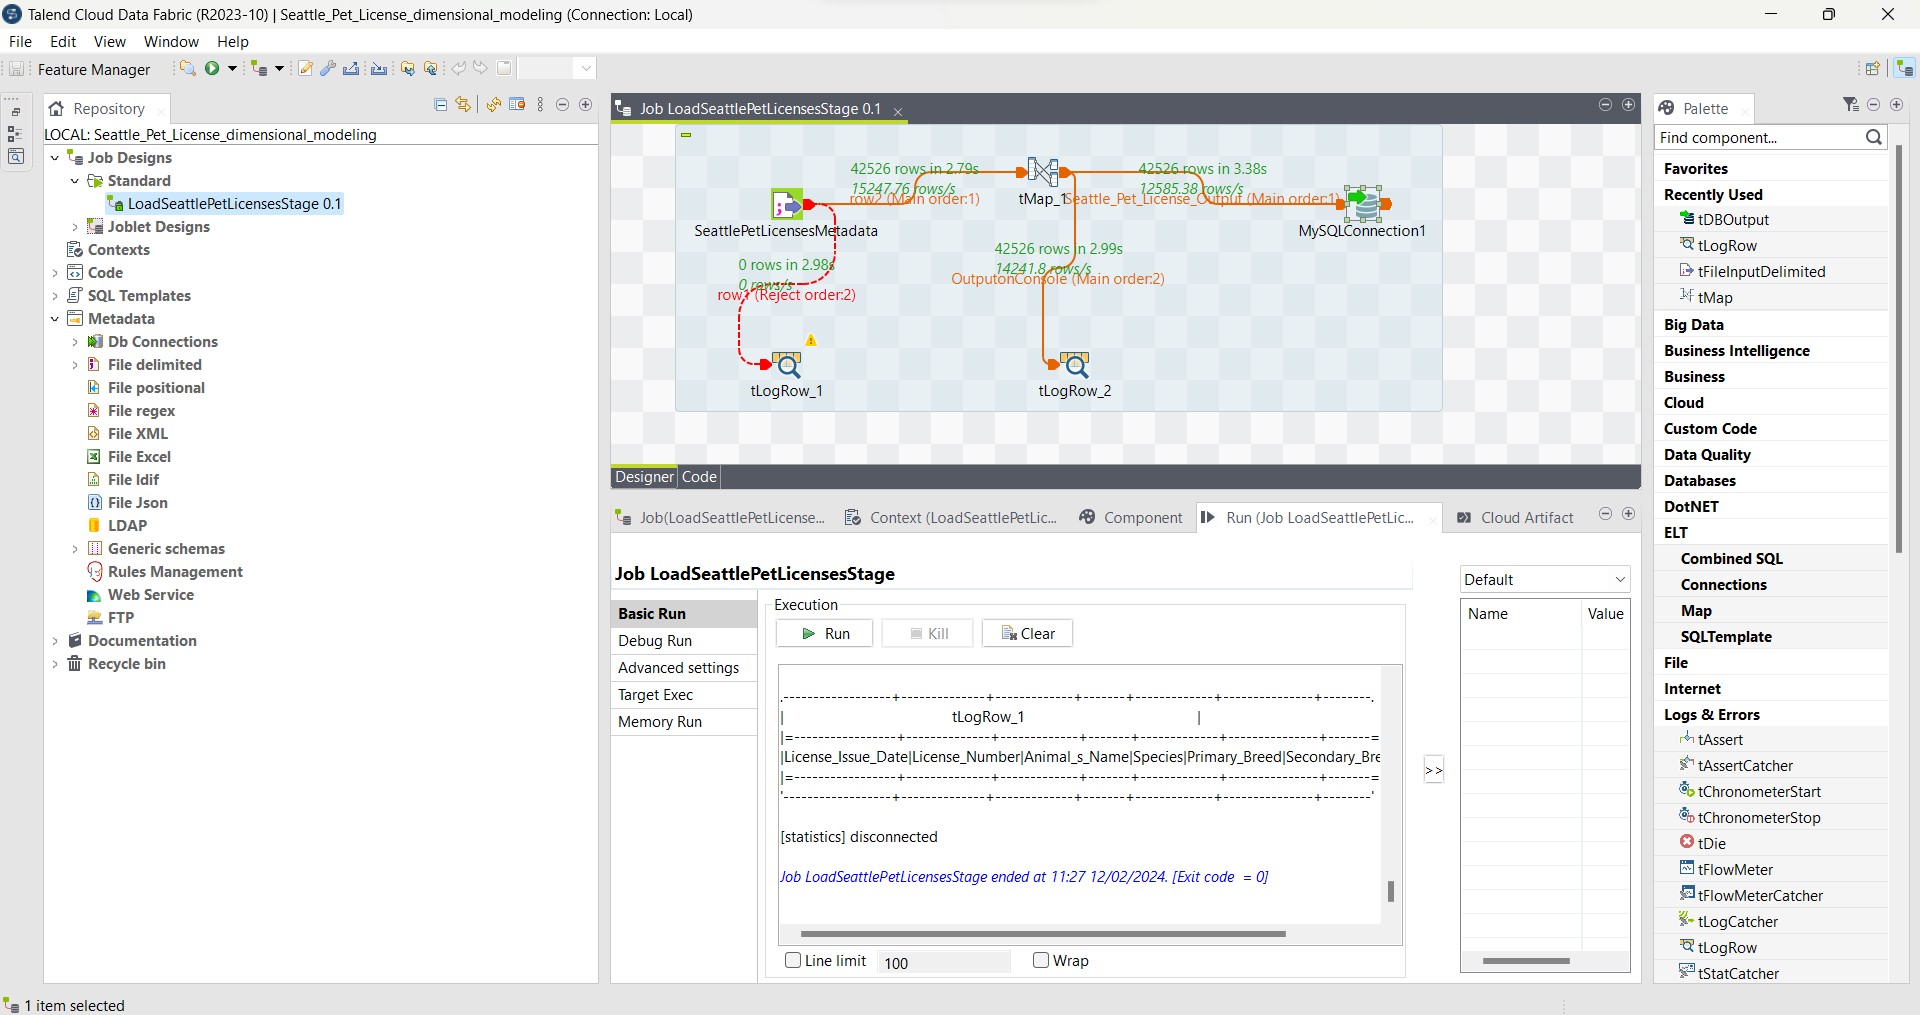 Talend Cloud Data Fabric (R2023-10) | Seattle_Pet_License_dimensional_modeling (Connection: Local)
File Edit View Window Help
Feature Manager
Repository
LOCAL: Seattle_Pet_License_dimensional_modeling
Job Designs
Standard
LoadSeattlePetLicensesStage 0.1
Joblet Designs
Contexts
Code
SQL Templates
Metadata
Db Connections
File delimited
File positional
File regex
File XML
File Excel
File ldif
File Json
LDAP
Generic schemas
Rules Management
Web Service
FTP
Documentation
Recycle bin
Job LoadSeattlePetLicensesStage 0.1
42526 rows in 2.79s
15247.76 rows/s
row2 (Main order:1)
42526 rows in 3.38s
12585.38 rows/s
tMap_1
Seattle_Pet_License_Output (Main order:1)
SeattlePetLicensesMetadata
MySQLConnection1
0 rows in 2.98s
0 rows/s
row1 (Reject order:2)
42526 rows in 2.99s
14241.8 rows/s
OutputonConsole (Main order:2)
tLogRow_1
tLogRow_2
Designer Code
Job(LoadSeattlePetLicense... Context (LoadSeattlePetLic... Component Run (Job LoadSeattlePetLic... Cloud Artifact
Job LoadSeattlePetLicensesStage
Default
Basic Run
Debug Run
Advanced settings
Target Exec
Memory Run
Execution
Run Kill Clear
.------------------+--------------+--------------+-------+-------------+---------------+--------.
| tLogRow_1 |
|=-----------------+--------------+-------------+-------+-------------+---------------+-------=
|License_Issue_Date|License_Number|Animal_s_Name|Species|Primary_Breed|Secondary_Bre
|=-----------------+--------------+-------------+-------+-------------+---------------+-------=
'------------------+--------------+--------------+-------+-------------+---------------+--------'
[statistics] disconnected
Job LoadSeattlePetLicensesStage ended at 11:27 12/02/2024. [Exit code = 0]
Line limit 100 Wrap
>>
Name Value
Palette
Find component...
Favorites
Recently Used
tDBOutput
tLogRow
tFileInputDelimited
tMap
Big Data
Business Intelligence
Business
Cloud
Custom Code
Data Quality
Databases
DotNET
ELT
Combined SQL
Connections
Map
SQLTemplate
File
Internet
Logs & Errors
tAssert
tAssertCatcher
tChronometerStart
tChronometerStop
tDie
tFlowMeter
tFlowMeterCatcher
tLogCatcher
tLogRow
tStatCatcher
1 item selected